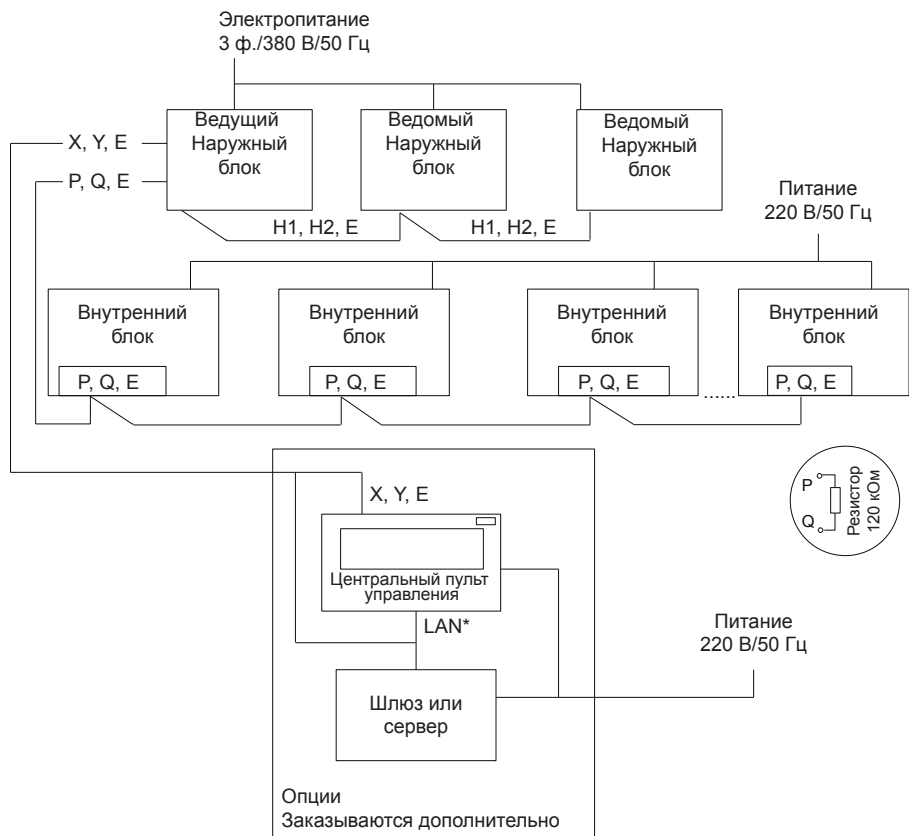 Электропитание
3 ф./380 В/50 Гц
Ведущий
Наружный
блок
Ведомый
Наружный
блок
Ведомый
Наружный
блок
X, Y, E
P, Q, E
H1, H2, E
H1, H2, E
Питание
220 В/50 Гц
Внутренний
блок
P, Q, E
Внутренний
блок
P, Q, E
Внутренний
блок
P, Q, E
......
Внутренний
блок
P, Q, E
X, Y, E
Центральный пульт
управления
LAN*
Шлюз или
сервер
Опции
Заказываются дополнительно
P
Q
Резистор
120 кОм
Питание
220 В/50 Гц